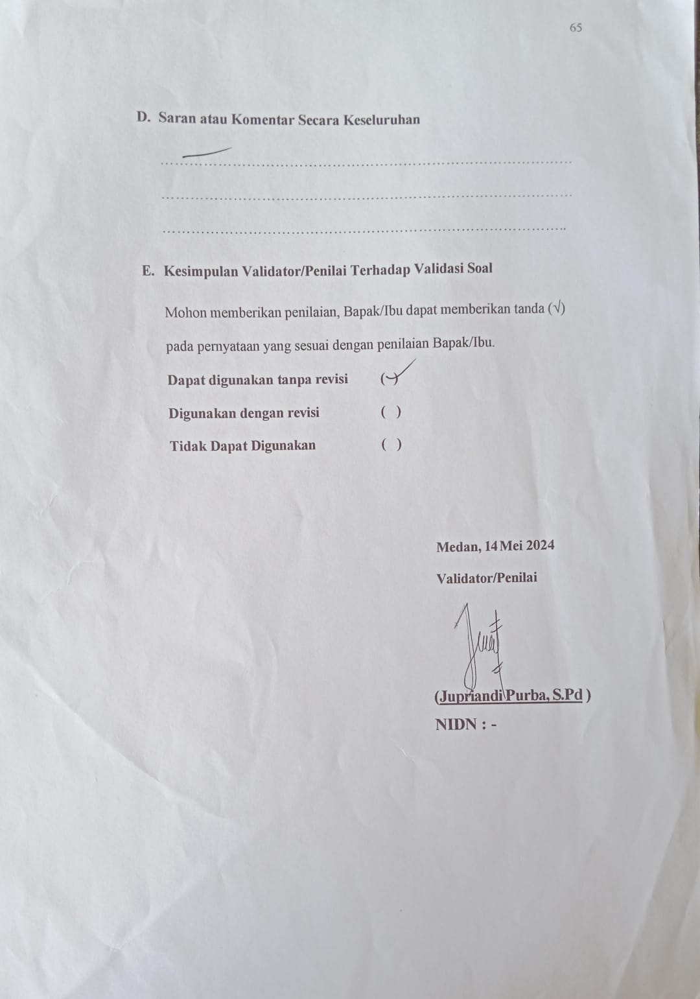 65
D. Saran atau Komentar Secara Keseluruhan
E. Kesimpulan Validator/Penilai Terhadap Validasi Soal
Mohon memberikan penilaian, Bapak/Ibu dapat memberikan tanda (√)
pada pernyataan yang sesuai dengan penilaian Bapak/Ibu.
Dapat digunakan tanpa revisi (✓)
Digunakan dengan revisi ( )
Tidak Dapat Digunakan ( )
Medan, 14 Mei 2024
Validator/Penilai
(Jupriandi Purba, S.Pd )
NIDN : -